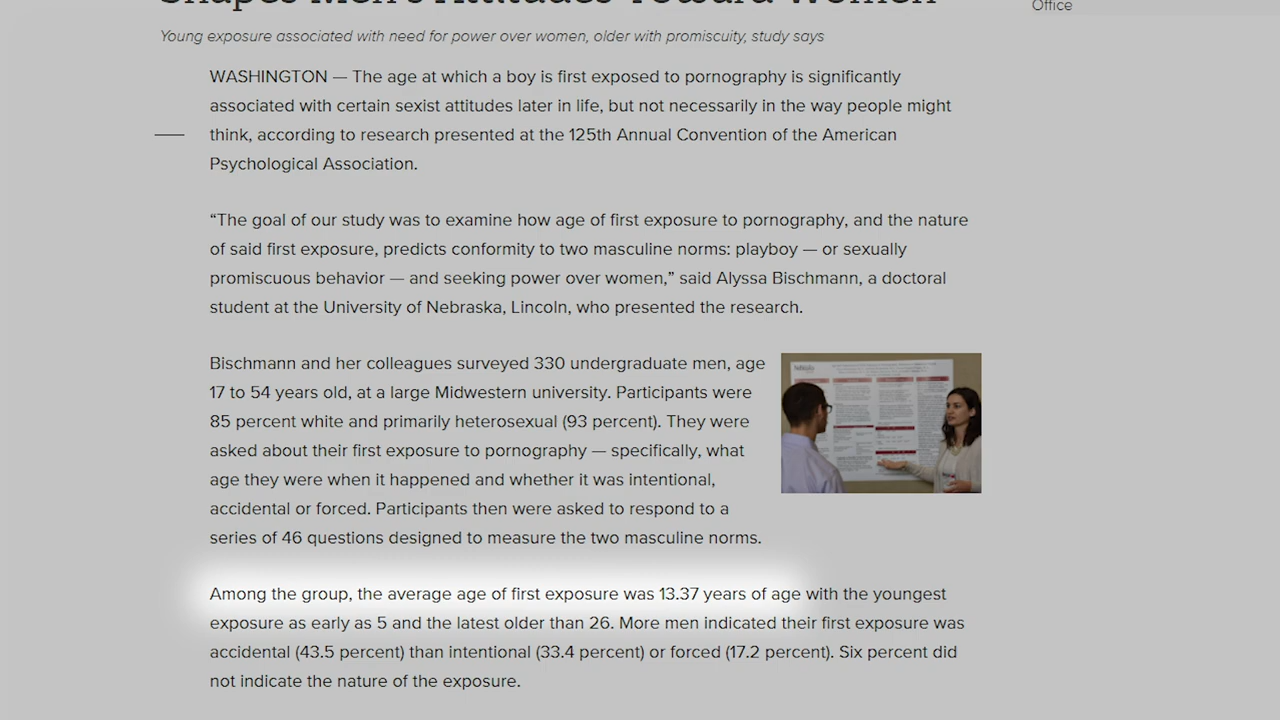 Shapes Men's Attitudes Toward Women
Office
Young exposure associated with need for power over women, older with promiscuity, study says
WASHINGTON — The age at which a boy is first exposed to pornography is significantly
associated with certain sexist attitudes later in life, but not necessarily in the way people might
think, according to research presented at the 125th Annual Convention of the American
Psychological Association.
“The goal of our study was to examine how age of first exposure to pornography, and the nature
of said first exposure, predicts conformity to two masculine norms: playboy — or sexually
promiscuous behavior — and seeking power over women,” said Alyssa Bischmann, a doctoral
student at the University of Nebraska, Lincoln, who presented the research.
Bischmann and her colleagues surveyed 330 undergraduate men, age
17 to 54 years old, at a large Midwestern university. Participants were
85 percent white and primarily heterosexual (93 percent). They were
asked about their first exposure to pornography — specifically, what
age they were when it happened and whether it was intentional,
accidental or forced. Participants then were asked to respond to a
series of 46 questions designed to measure the two masculine norms.
Among the group, the average age of first exposure was 13.37 years of age with the youngest
exposure as early as 5 and the latest older than 26. More men indicated their first exposure was
accidental (43.5 percent) than intentional (33.4 percent) or forced (17.2 percent). Six percent did
not indicate the nature of the exposure.